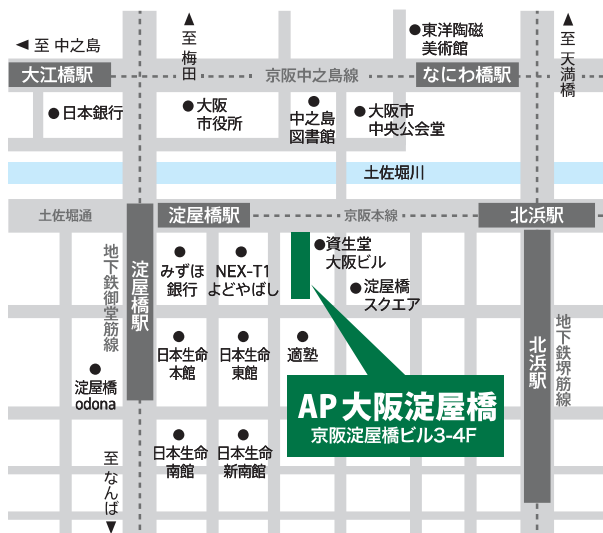 至 中之島
至 梅田
東洋陶磁
美術館
至 天満橋
大江橋駅
京阪中之島線
なにわ橋駅
日本銀行
大阪
市役所
中之島
図書館
大阪市
中央公会堂
土佐堀川
土佐堀通
淀屋橋駅
京阪本線
北浜駅
地下鉄御堂筋線
淀屋橋駅
みずほ
銀行
NEX-T1
よどやばし
資生堂
大阪ビル
淀屋橋
スクエア
日本生命
本館
日本生命
東館
適塾
北浜駅
地下鉄堺筋線
淀屋橋
odona
AP 大阪淀屋橋
京阪淀屋橋ビル3-4F
日本生命
南館
日本生命
新南館
至 なんば